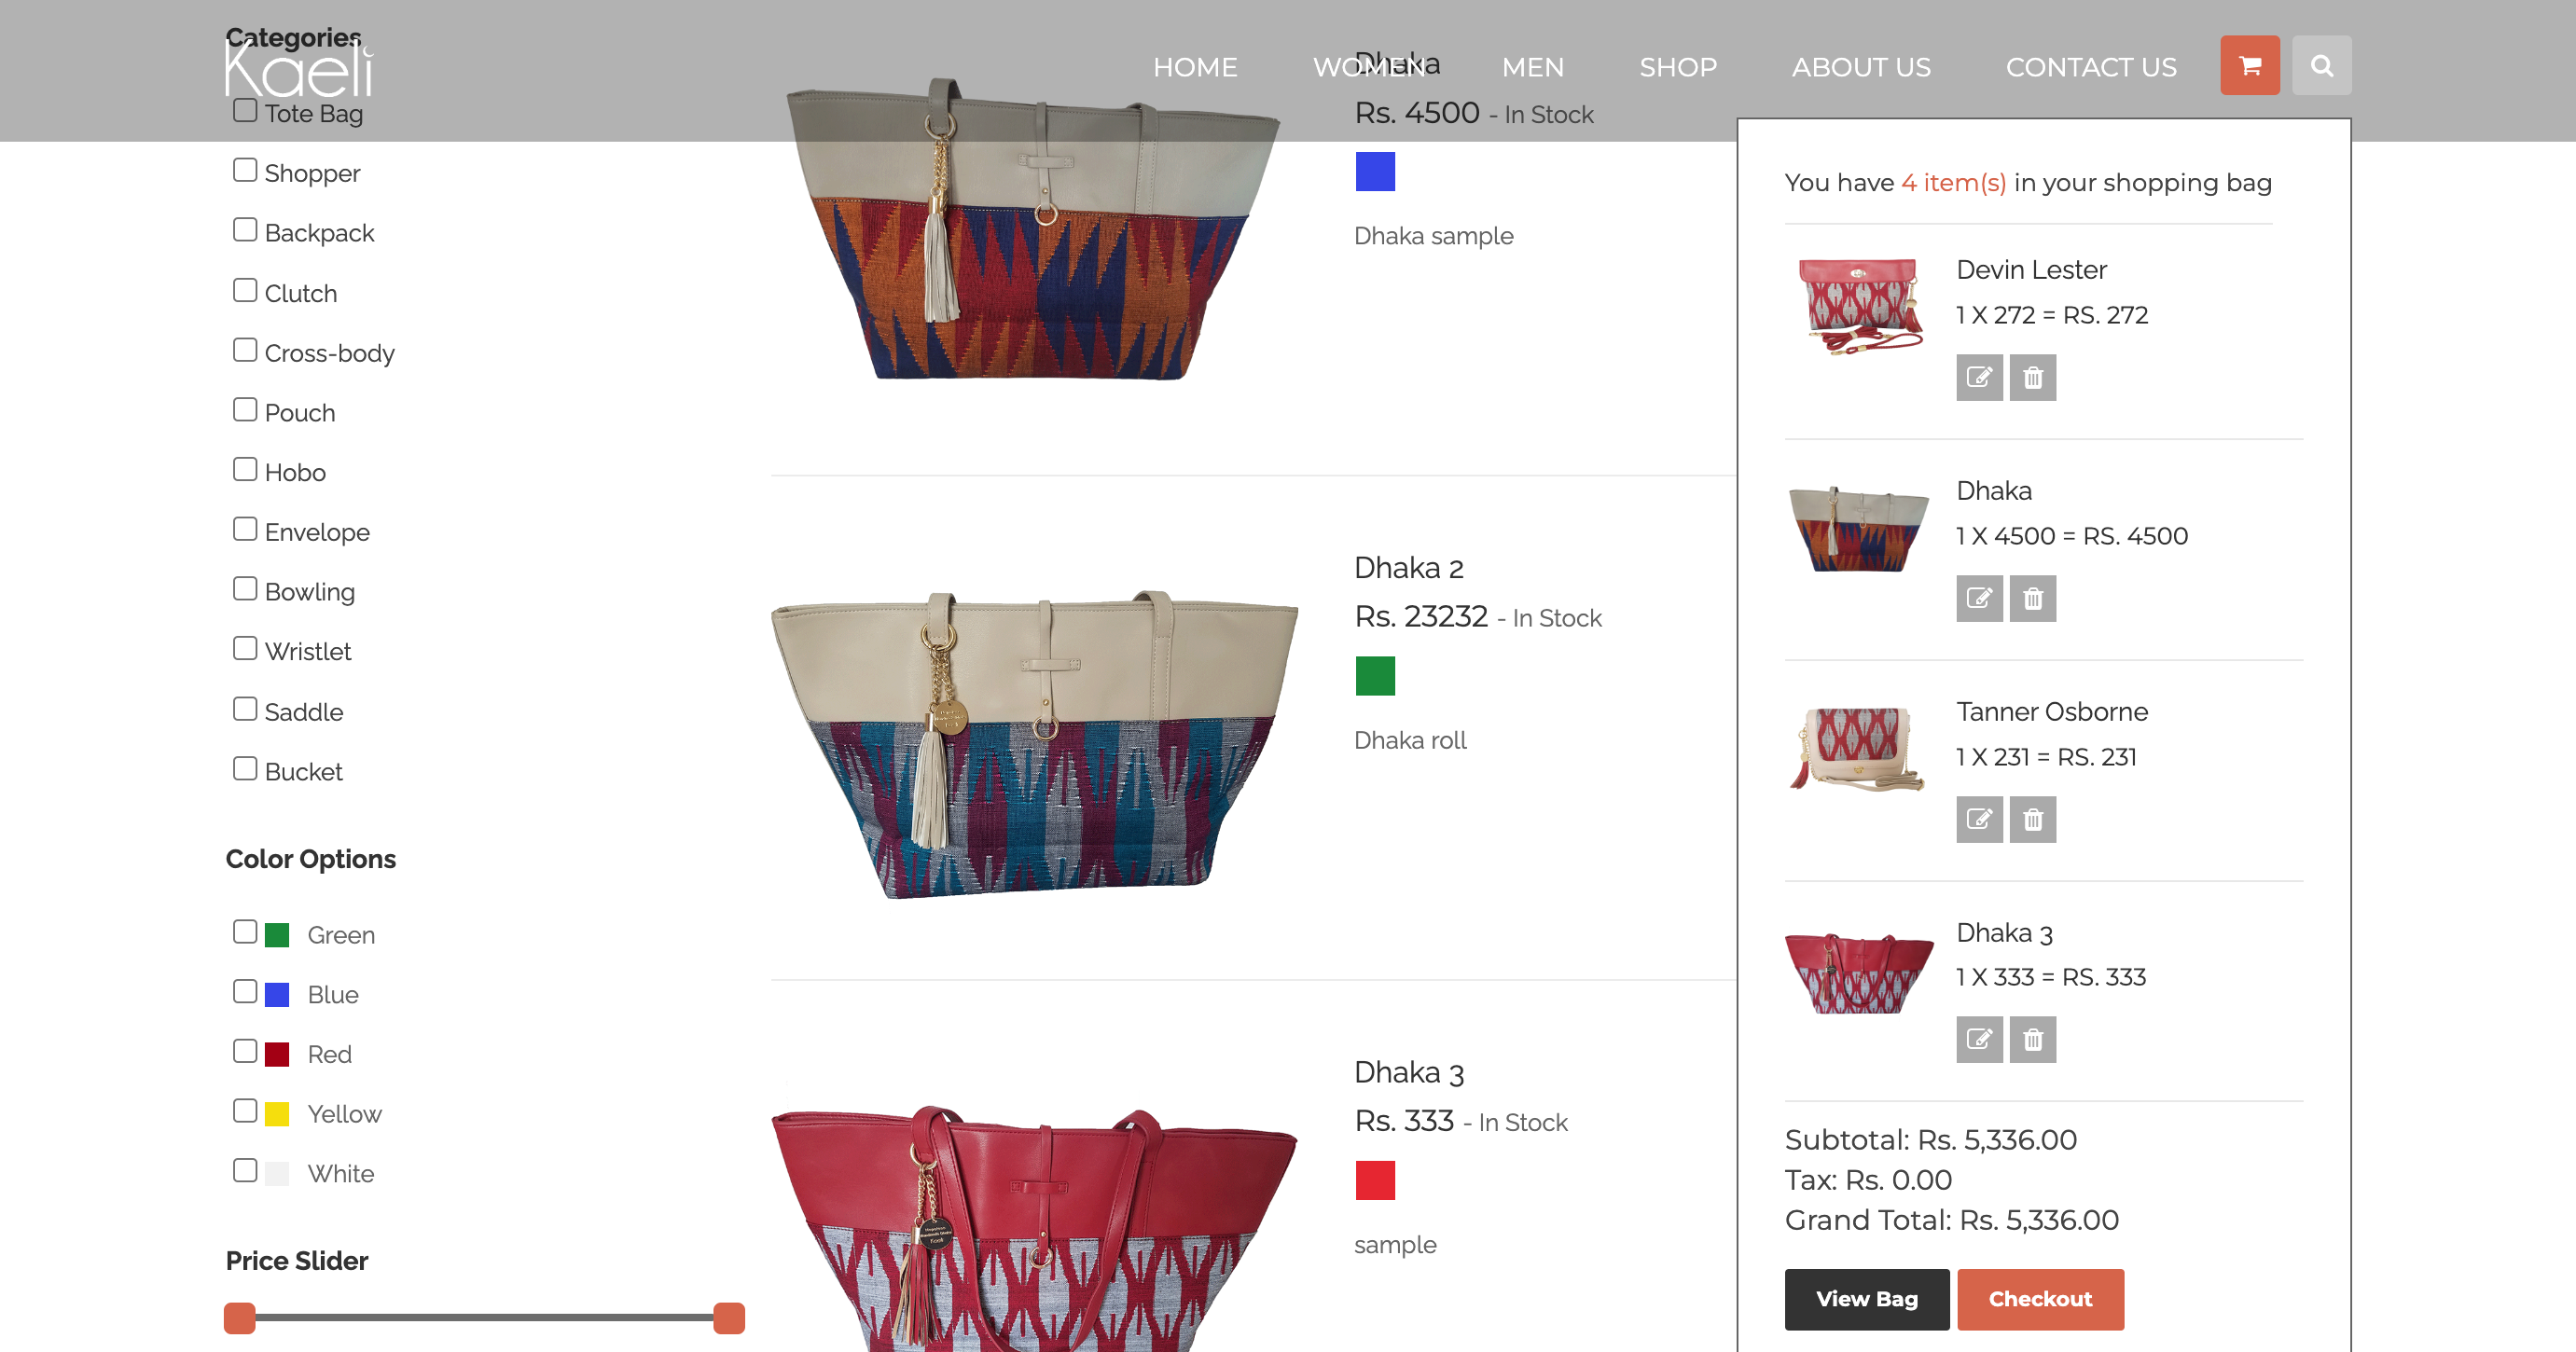 Categories
Kaeli
HOME
WOMEN
MEN
SHOP
ABOUT US
CONTACT US
Tote Bag
Shopper
Backpack
Clutch
Cross-body
Pouch
Hobo
Envelope
Bowling
Wristlet
Saddle
Bucket
Color Options
Green
Blue
Red
Yellow
White
Price Slider
Dhaka
Rs. 4500 - In Stock
Dhaka sample
Dhaka 2
Rs. 23232 - In Stock
Dhaka roll
Dhaka 3
Rs. 333 - In Stock
sample
You have 4 item(s) in your shopping bag
Devin Lester
1 X 272 = RS. 272
Dhaka
1 X 4500 = RS. 4500
Tanner Osborne
1 X 231 = RS. 231
Dhaka 3
1 X 333 = RS. 333
Subtotal: Rs. 5,336.00
Tax: Rs. 0.00
Grand Total: Rs. 5,336.00
View Bag
Checkout